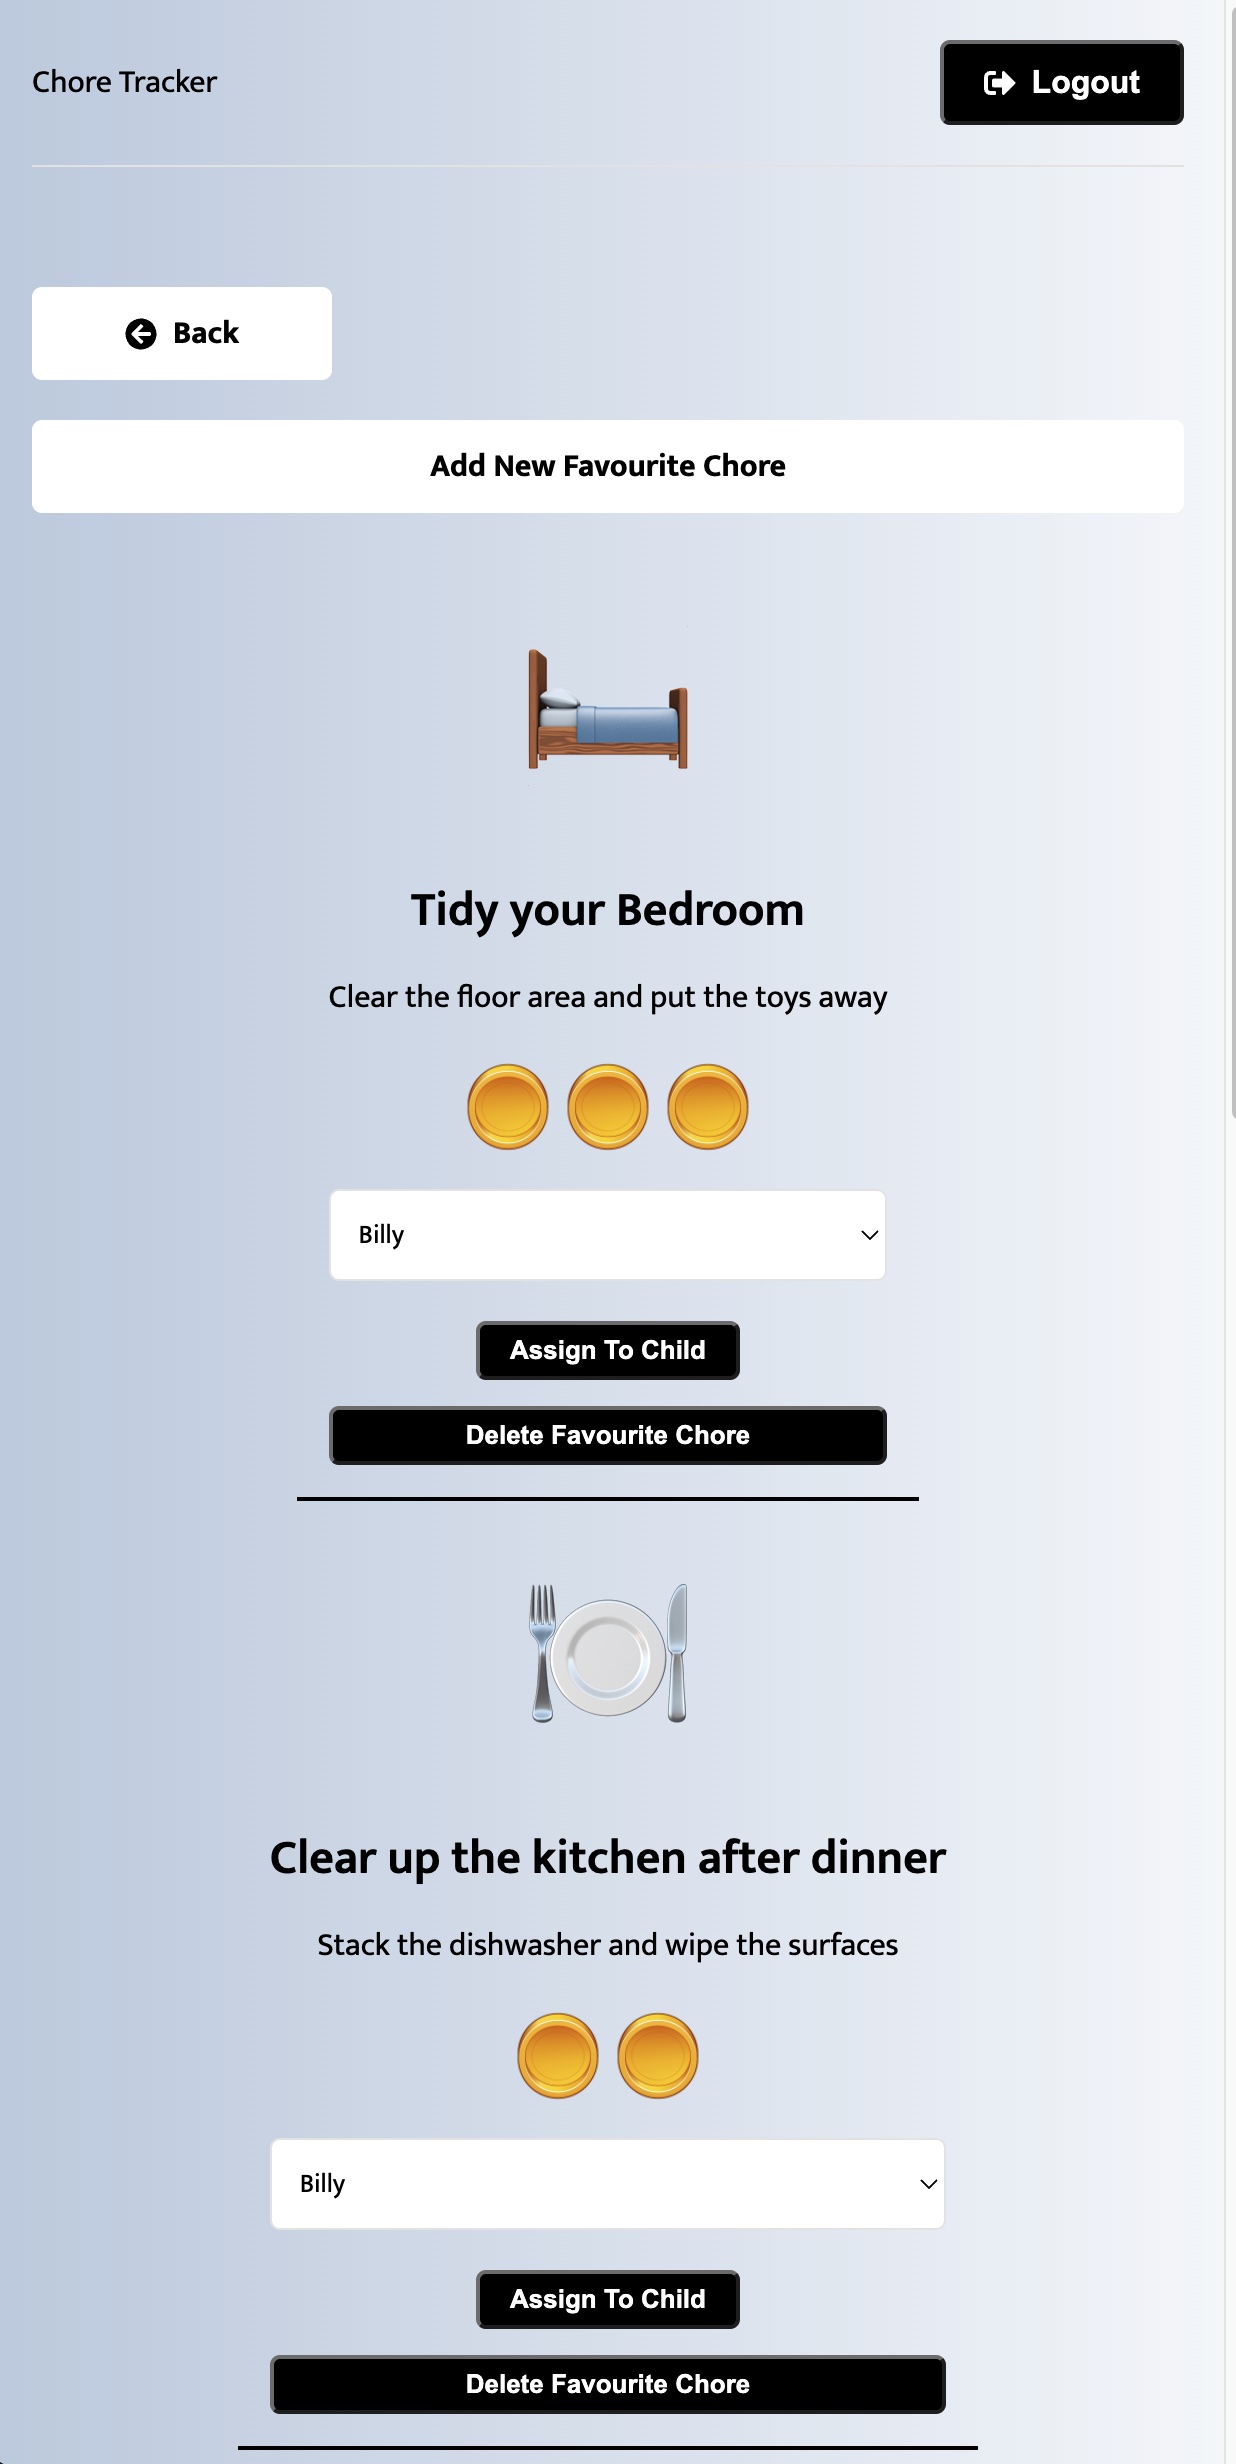 Chore Tracker
Logout
Back
Add New Favourite Chore
Tidy your Bedroom
Clear the floor area and put the toys away
Billy
Assign To Child
Delete Favourite Chore
Clear up the kitchen after dinner
Stack the dishwasher and wipe the surfaces
Billy
Assign To Child
Delete Favourite Chore